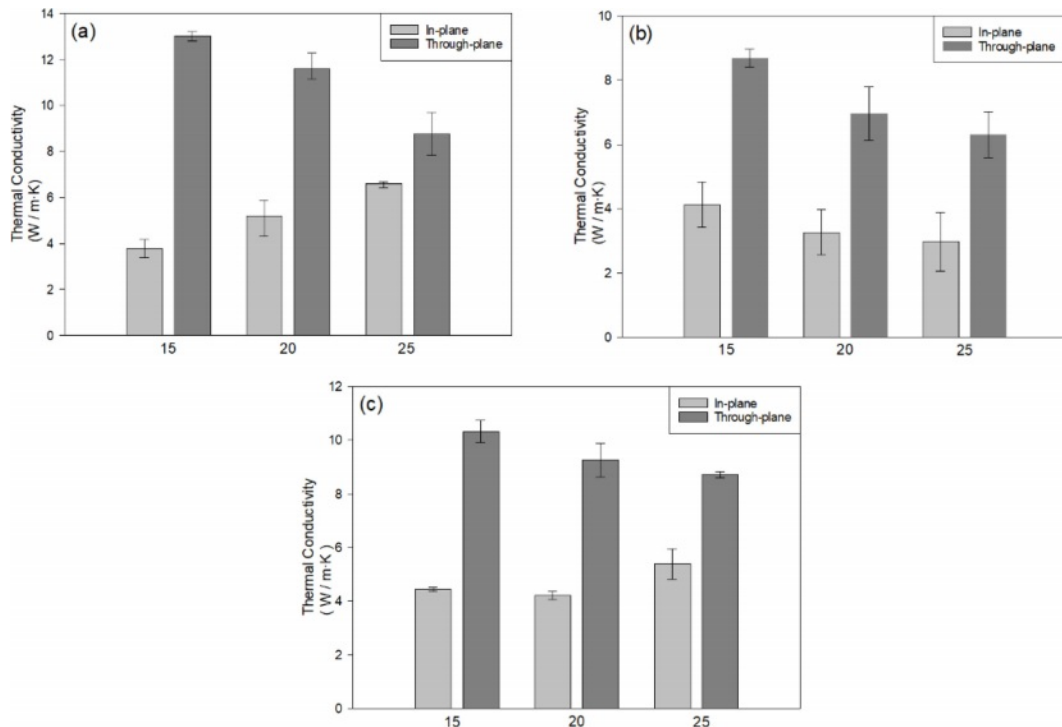 (a)
In-plane
Through-plane
Thermal Conductivity
(W / m·K)
14
12
10
8
6
4
2
0
15
20
25
(b)
In-plane
Through-plane
Thermal Conductivity
(W / m·K)
10
8
6
4
2
0
15
20
25
(c)
In-plane
Through-plane
Thermal Conductivity
( W / m·K )
12
10
8
6
4
2
0
15
20
25